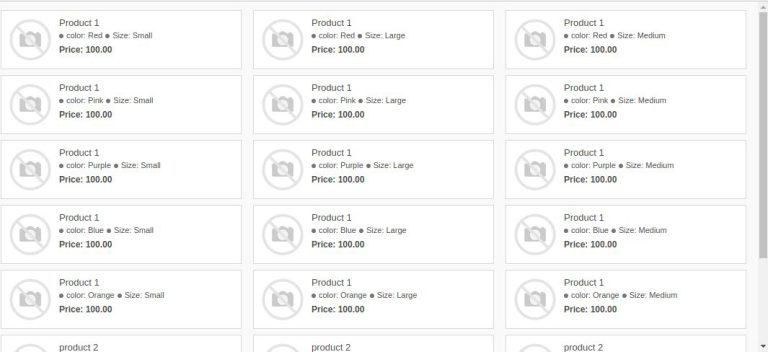 Product 1
● color: Red ● Size: Small
Price: 100.00
Product 1
● color: Red ● Size: Large
Price: 100.00
Product 1
● color: Red ● Size: Medium
Price: 100.00
Product 1
● color: Pink ● Size: Small
Price: 100.00
Product 1
● color: Pink ● Size: Large
Price: 100.00
Product 1
● color: Pink ● Size: Medium
Price: 100.00
Product 1
● color: Purple ● Size: Small
Price: 100.00
Product 1
● color: Purple ● Size: Large
Price: 100.00
Product 1
● color: Purple ● Size: Medium
Price: 100.00
Product 1
● color: Blue ● Size: Small
Price: 100.00
Product 1
● color: Blue ● Size: Large
Price: 100.00
Product 1
● color: Blue ● Size: Medium
Price: 100.00
Product 1
● color: Orange ● Size: Small
Price: 100.00
Product 1
● color: Orange ● Size: Large
Price: 100.00
Product 1
● color: Orange ● Size: Medium
Price: 100.00
product 2
product 2
product 2